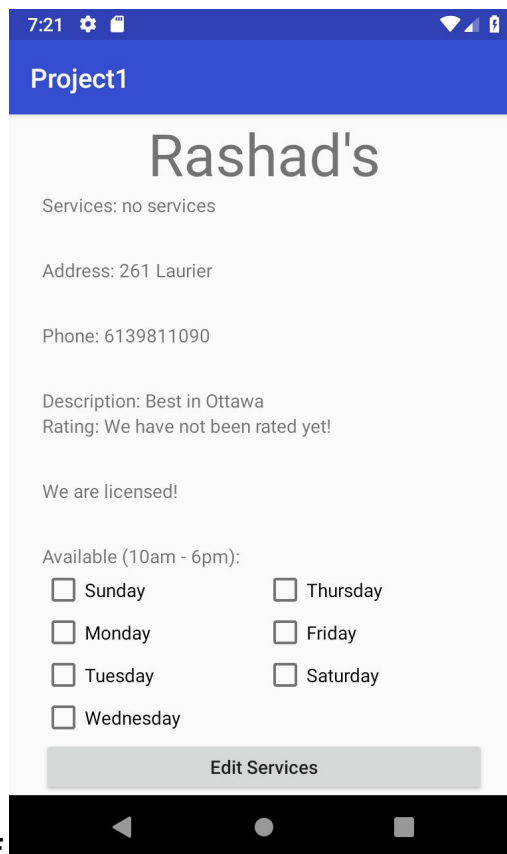 7:21
Project1
Rashad's
Services: no services
Address: 261 Laurier
Phone: 6139811090
Description: Best in Ottawa
Rating: We have not been rated yet!
We are licensed!
Available (10am - 6pm):
Sunday
Thursday
Monday
Friday
Tuesday
Saturday
Wednesday
Edit Services